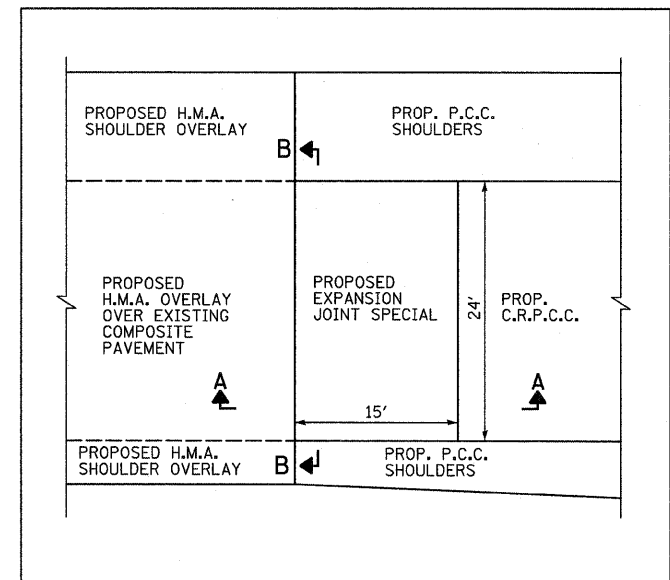 PROPOSED H.M.A.
SHOULDER OVERLAY
PROP. P.C.C.
SHOULDERS
B
PROPOSED
H.M.A. OVERLAY
OVER EXISTING
COMPOSITE
PAVEMENT
PROPOSED
EXPANSION
JOINT SPECIAL
24'
PROP.
C.R.P.C.C.
A
A
15'
PROPOSED H.M.A.
SHOULDER OVERLAY
B
PROP. P.C.C.
SHOULDERS